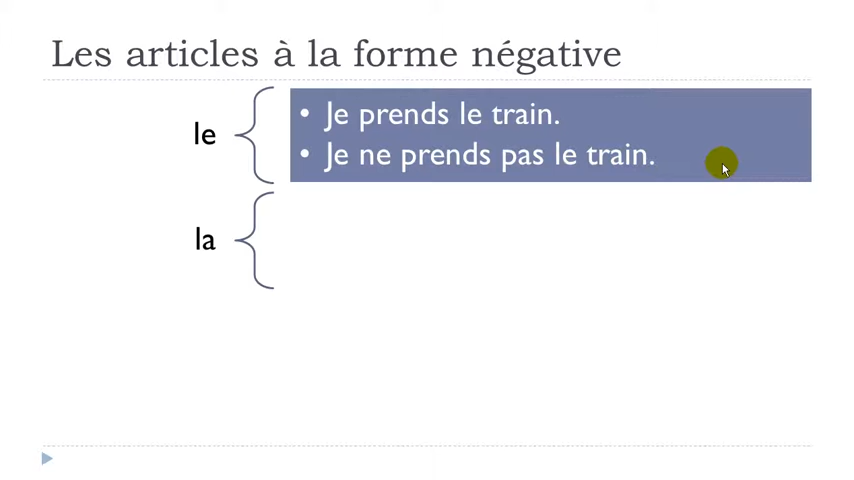 Les articles à la forme négative
le
• Je prends le train.
• Je ne prends pas le train.
la